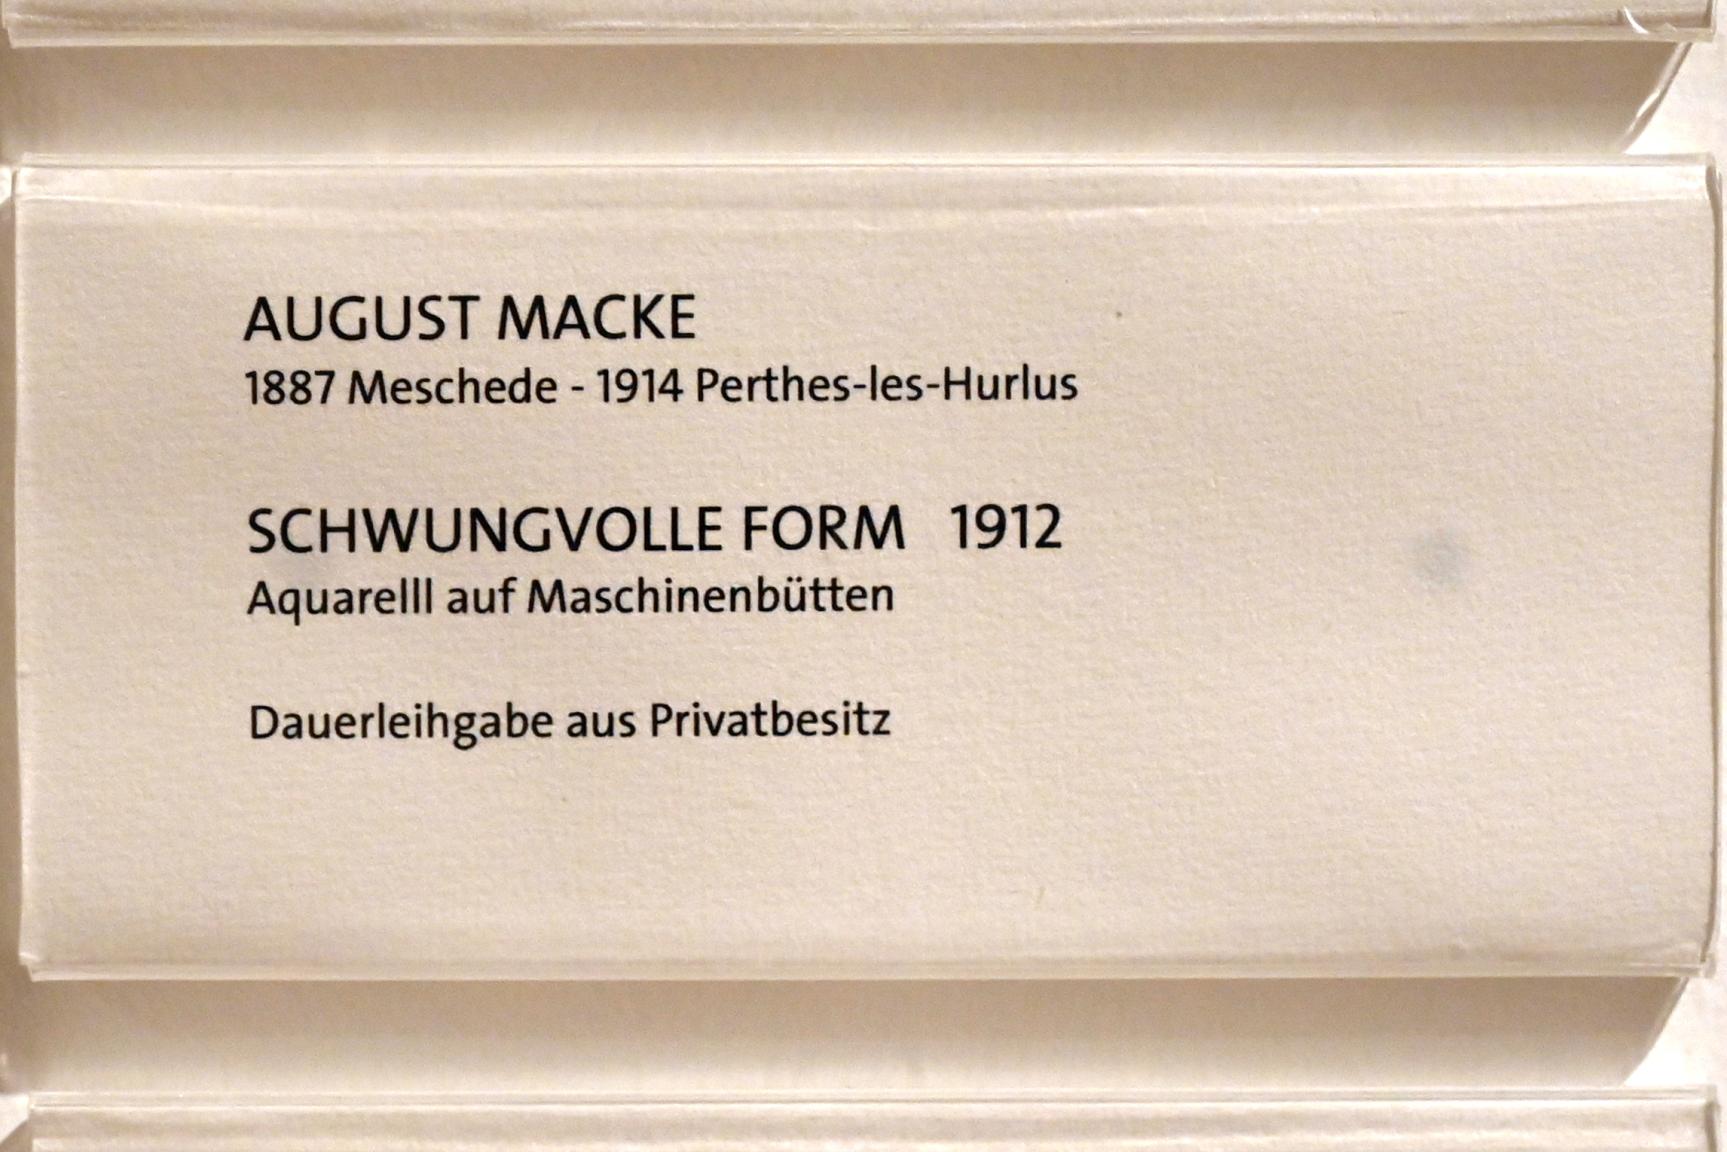 AUGUST MACKE
1887 Meschede - 1914 Perthes-les-Hurlus
SCHWUNGVOLLE FORM 1912
Aquarelll auf Maschinenbütten
Dauerleihgabe aus Privatbesitz